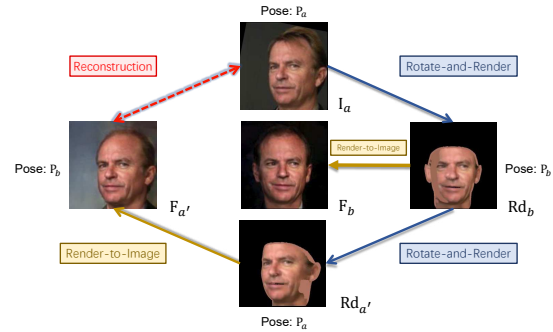 Pose: Pa
Reconstruction
Rotate-and-Render
Ia
Render-to-Image
Pose: Pb
Pose: Pb
Fa′
Fb
Rdb
Render-to-Image
Rotate-and-Render
Rda′
Pose: Pa